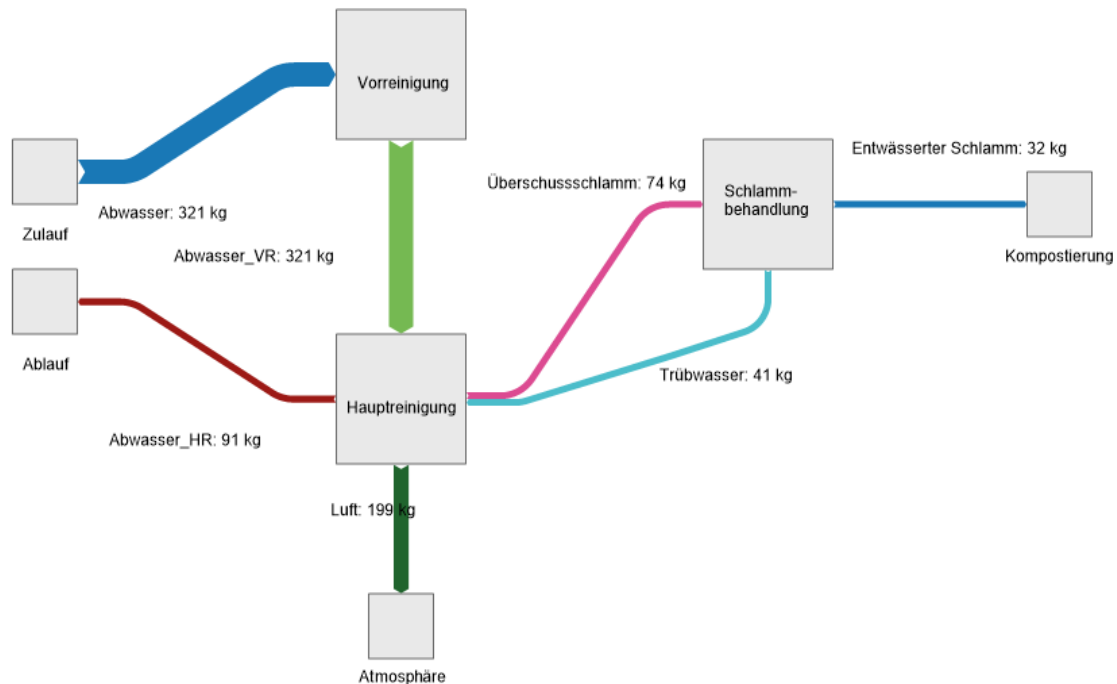 Vorreinigung
Entwässerter Schlamm: 32 kg
Überschussschlamm: 74 kg
Schlamm-
behandlung
Abwasser: 321 kg
Zulauf
Abwasser_VR: 321 kg
Kompostierung
Ablauf
Trübwasser: 41 kg
Hauptreinigung
Abwasser_HR: 91 kg
Luft: 199 kg
Atmosphäre